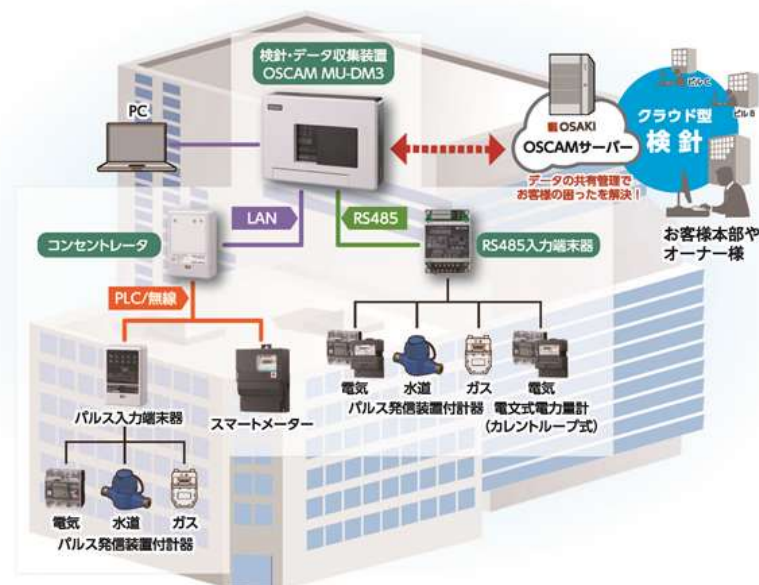 検針・データ収集装置
OSCAM MU-DM3
PC
OSAKI
OSCAMサーバー
クラウド型
検針
ビルC
ビルB
データの共有管理で
お客様の困ったを解決！
お客様本部や
オーナー様
LAN
RS485
コンセントレータ
RS485入力端末器
PLC/無線
パルス入力端末器
スマートメーター
電気
水道
ガス
パルス発信装置付計器
電気
電文式電力量計
(カレントループ式)
電気
水道
ガス
パルス発信装置付計器